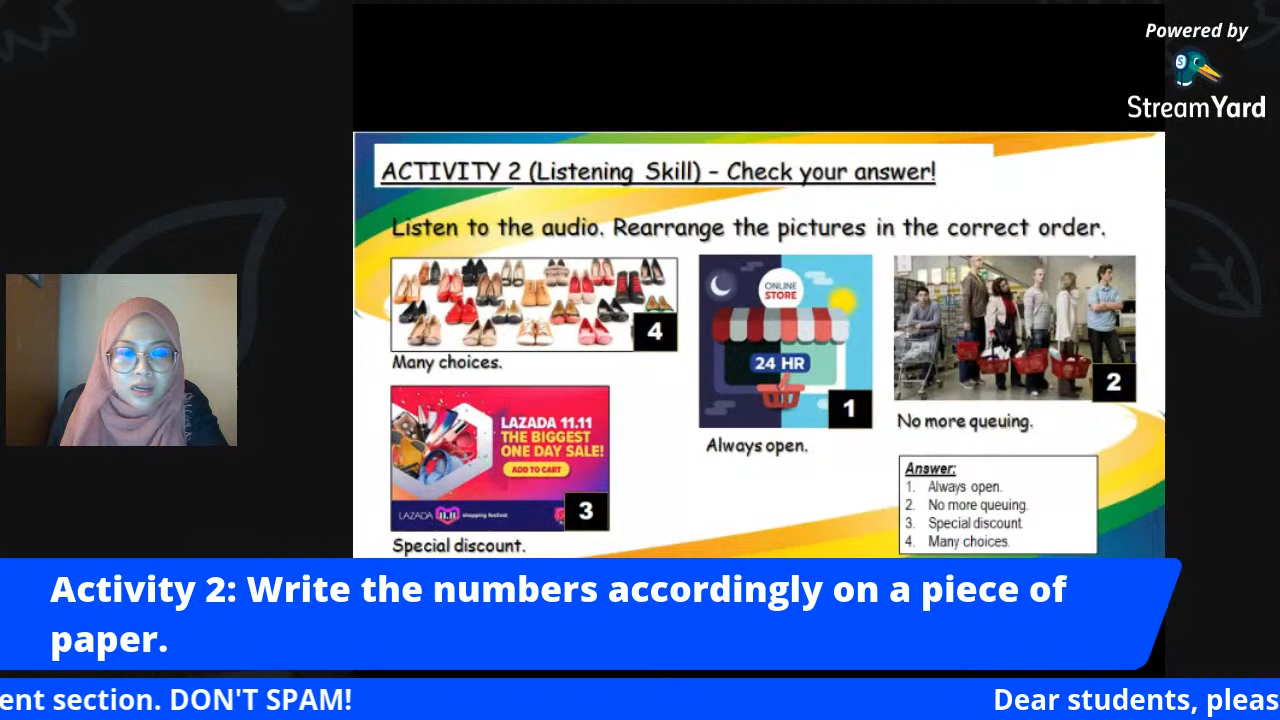 Powered by
StreamYard
ACTIVITY 2 (Listening Skill) – Check your answer!
Listen to the audio. Rearrange the pictures in the correct order.
4
Many choices.
ONLINE
STORE
24 HR
1
Always open.
2
No more queuing.
LAZADA 11.11
THE BIGGEST
ONE DAY SALE!
ADD TO CART
LAZADA 11.11 shopping festival
3
Special discount.
Answer:
1. Always open.
2. No more queuing.
3. Special discount.
4. Many choices.
Activity 2: Write the numbers accordingly on a piece of
paper.
ent section. DON'T SPAM! Dear students, pleas